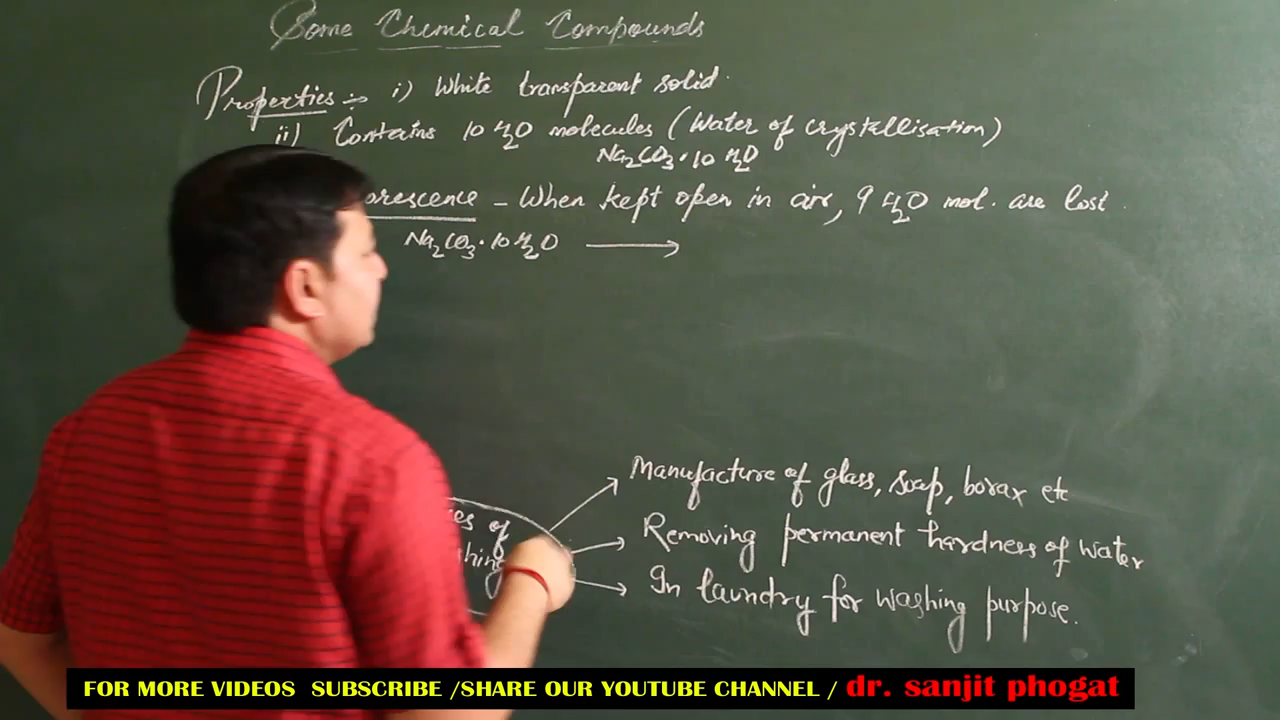 Some Chemical Compounds
Properties :- i) White transparent solid.
ii) Contains 10 H2O molecules (Water of crystallisation)
Na2CO3·10 H2O
orescence - When kept open in air, 9 H2O mol. are lost.
Na2CO3·10 H2O ⟶
Manufacture of glass, soap, borax etc
es of
Removing permanent hardness of water
shing
In laundry for washing purpose.
FOR MORE VIDEOS SUBSCRIBE /SHARE OUR YOUTUBE CHANNEL / dr. sanjit phogat